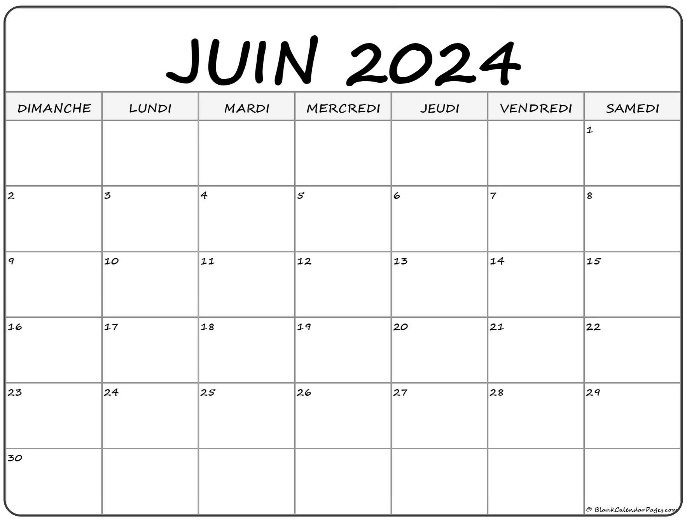 JUIN 2024
DIMANCHE LUNDI MARDI MERCREDI JEUDI VENDREDI SAMEDI
1
2 3 4 5 6 7 8
9 10 11 12 13 14 15
16 17 18 19 20 21 22
23 24 25 26 27 28 29
30
© BlankCalendarPages.com